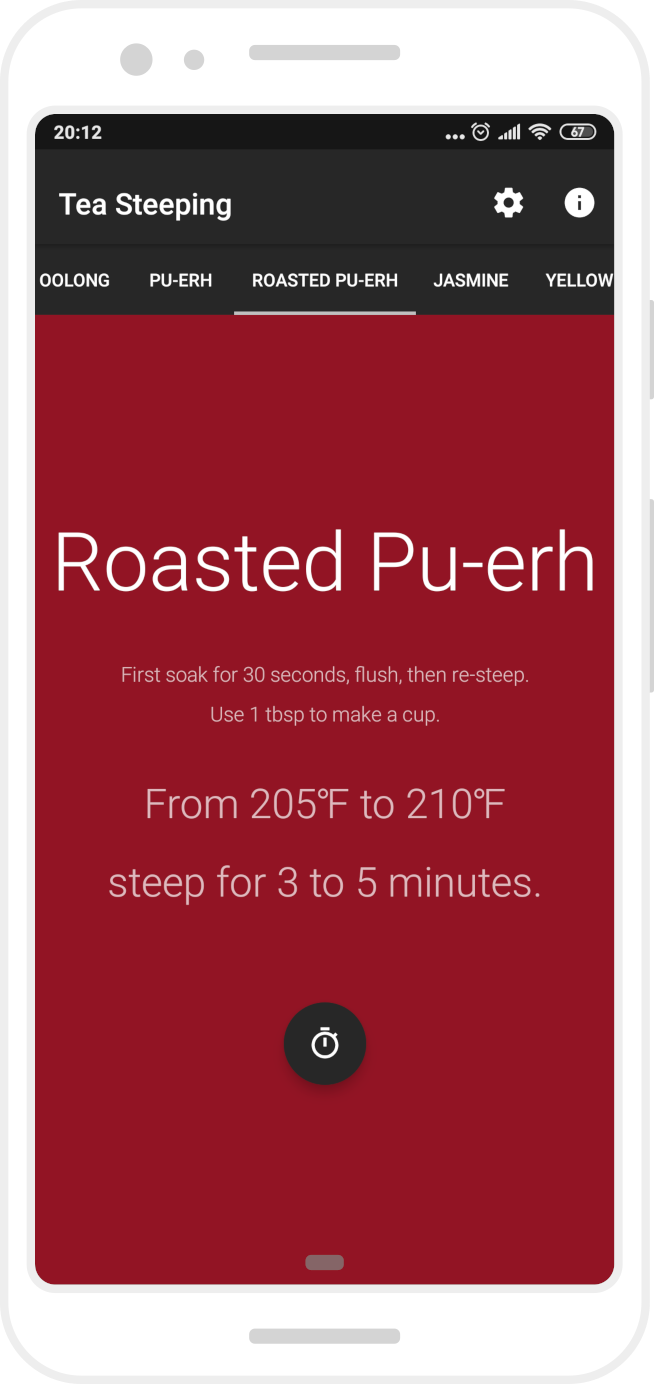 20:12
67
Tea Steeping
OOLONG PU-ERH ROASTED PU-ERH JASMINE YELLOW
Roasted Pu-erh
First soak for 30 seconds, flush, then re-steep.
Use 1 tbsp to make a cup.
From 205℉ to 210℉
steep for 3 to 5 minutes.